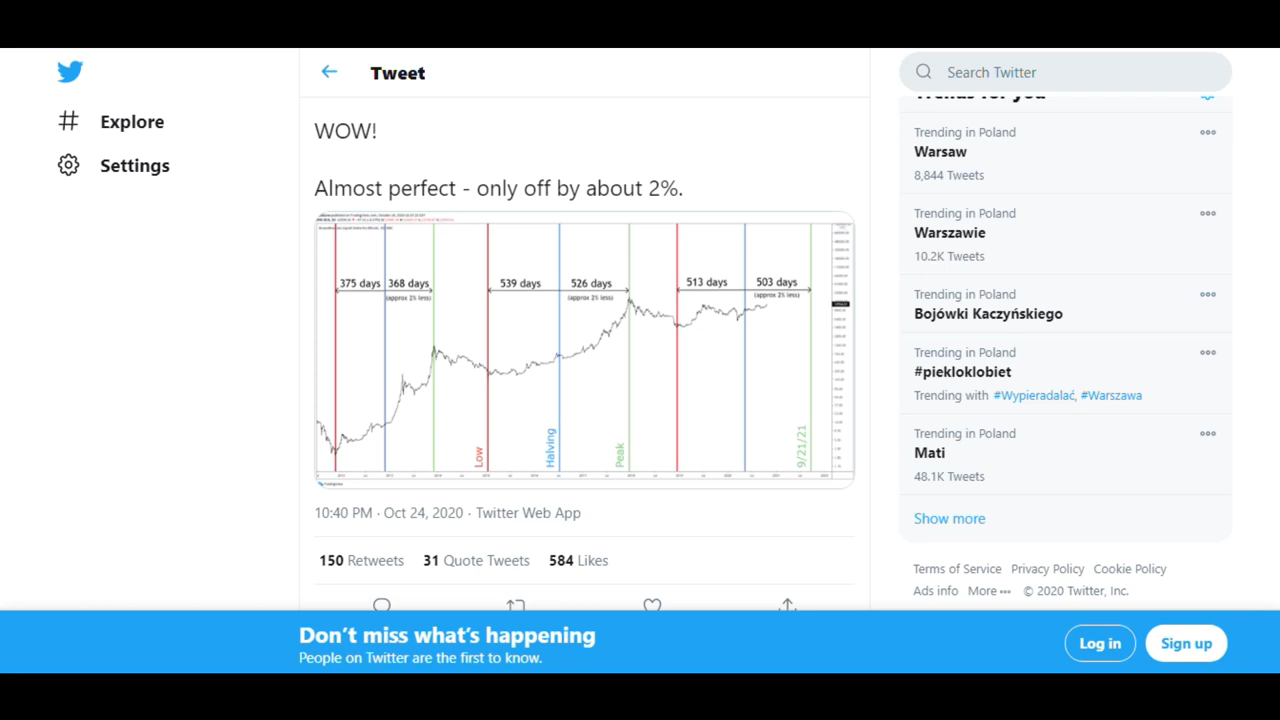 Tweet
Search Twitter
Explore
Settings
WOW!
Almost perfect - only off by about 2%.
375 days
368 days
(approx 2% less)
539 days
526 days
(approx 2% less)
513 days
503 days
(approx 2% less)
Low
Halving
Peak
9/21/21
10:40 PM · Oct 24, 2020 · Twitter Web App
150 Retweets 31 Quote Tweets 584 Likes
Trends for you
Trending in Poland
Warsaw
8,844 Tweets
Trending in Poland
Warszawie
10.2K Tweets
Trending in Poland
Bojówki Kaczyńskiego
Trending in Poland
#piekloklobiet
Trending with #Wypieradalać, #Warszawa
Trending in Poland
Mati
48.1K Tweets
Show more
Terms of Service Privacy Policy Cookie Policy
Ads info More © 2020 Twitter, Inc.
Don't miss what's happening
People on Twitter are the first to know.
Log in
Sign up